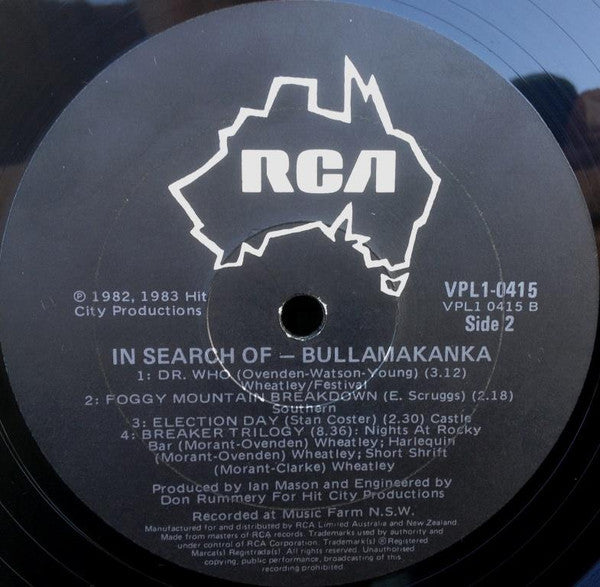 RCA
℗ 1982, 1983 Hit
City Productions
VPL1-0415
VPL1 0415 B
Side 2
IN SEARCH OF – BULLAMAKANKA
1: DR. WHO (Ovenden-Watson-Young) (3.12)
Wheatley/Festival
2: FOGGY MOUNTAIN BREAKDOWN (E. Scruggs) (2.18)
Southern
3: ELECTION DAY (Stan Coster) (2.30) Castle
4: BREAKER TRILOGY (8.36): Nights At Rocky
Bar (Morant-Ovenden) Wheatley; Harlequin
(Morant-Ovenden) Wheatley; Short Shrift
(Morant-Clarke) Wheatley
Produced by Ian Mason and Engineered by
Don Rummery For Hit City Productions
Recorded at Music Farm N.S.W.
Manufactured for and distributed by RCA Limited Australia and New Zealand.
Made from masters of RCA records. Trademarks used by authority and
under control of RCA Corporation. Trademark(s) ®Registered
Marca(s) Registrada(s). All rights reserved. Unauthorised
copying, public performance, broadcasting of this
recording prohibited.